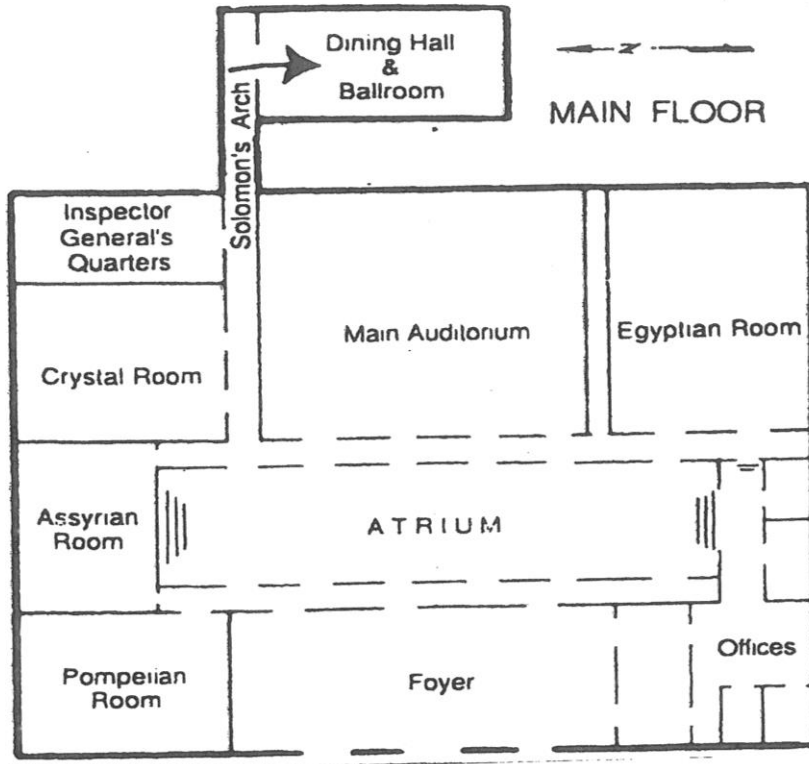 Dining Hall
&
Ballroom
N
MAIN FLOOR
Solomon's Arch
Inspector
General's
Quarters
Main Auditorium
Egyptian Room
Crystal Room
Assyrian
Room
ATRIUM
Pompeiian
Room
Foyer
Offices